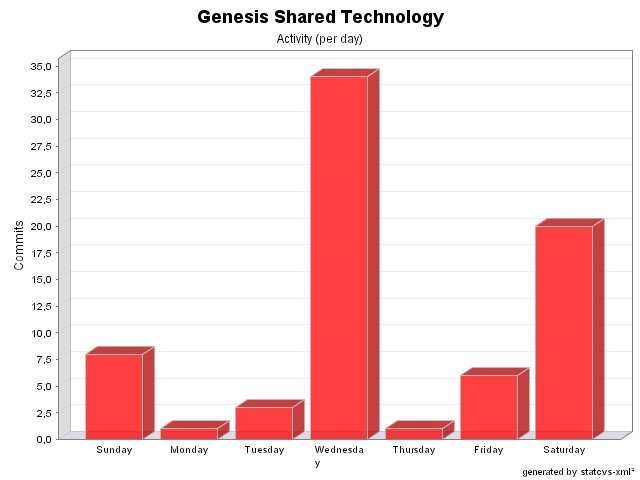 Genesis Shared Technology
Activity (per day)
35,0
32,5
30,0
27,5
25,0
22,5
20,0
17,5
15,0
12,5
10,0
7,5
5,0
2,5
0,0
Commits
Sunday Monday Tuesday Wednesda Thursday Friday Saturday
y
generated by statcvs-xml²